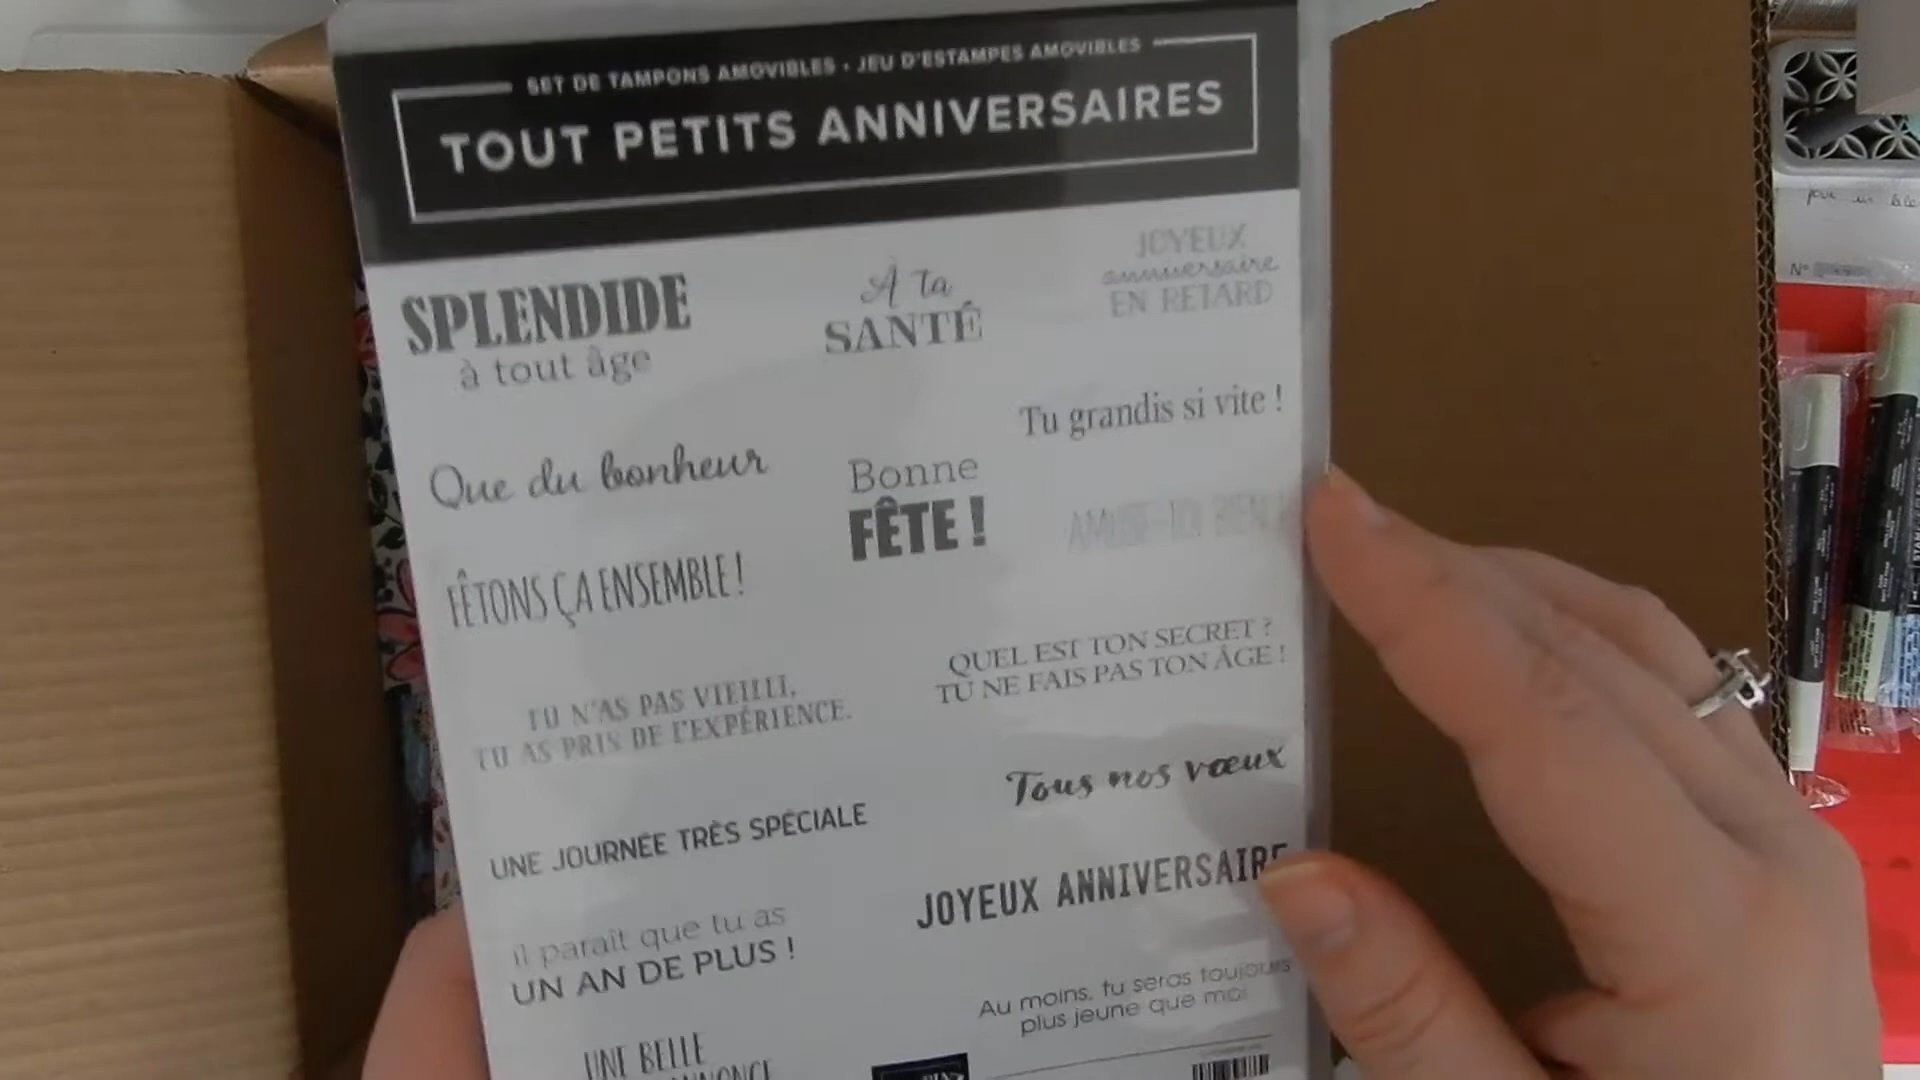 SET DE TAMPONS AMOVIBLES • JEU D'ESTAMPES AMOVIBLES
TOUT PETITS ANNIVERSAIRES
SPLENDIDE
à tout âge
À ta
SANTÉ
JOYEUX
anniversaire
EN RETARD
Tu grandis si vite !
Que du bonheur
Bonne
FÊTE !
AMUSE-TOI BIEN !
FÊTONS ÇA ENSEMBLE !
QUEL EST TON SECRET ?
TU NE FAIS PAS TON ÂGE !
TU N'AS PAS VIEILLI,
TU AS PRIS DE L'EXPÉRIENCE.
Tous nos vœux
UNE JOURNÉE TRÈS SPÉCIALE
JOYEUX ANNIVERSAIRE
il paraît que tu as
UN AN DE PLUS !
Au moins, tu seras toujours
plus jeune que moi
UNE BELLE
N°